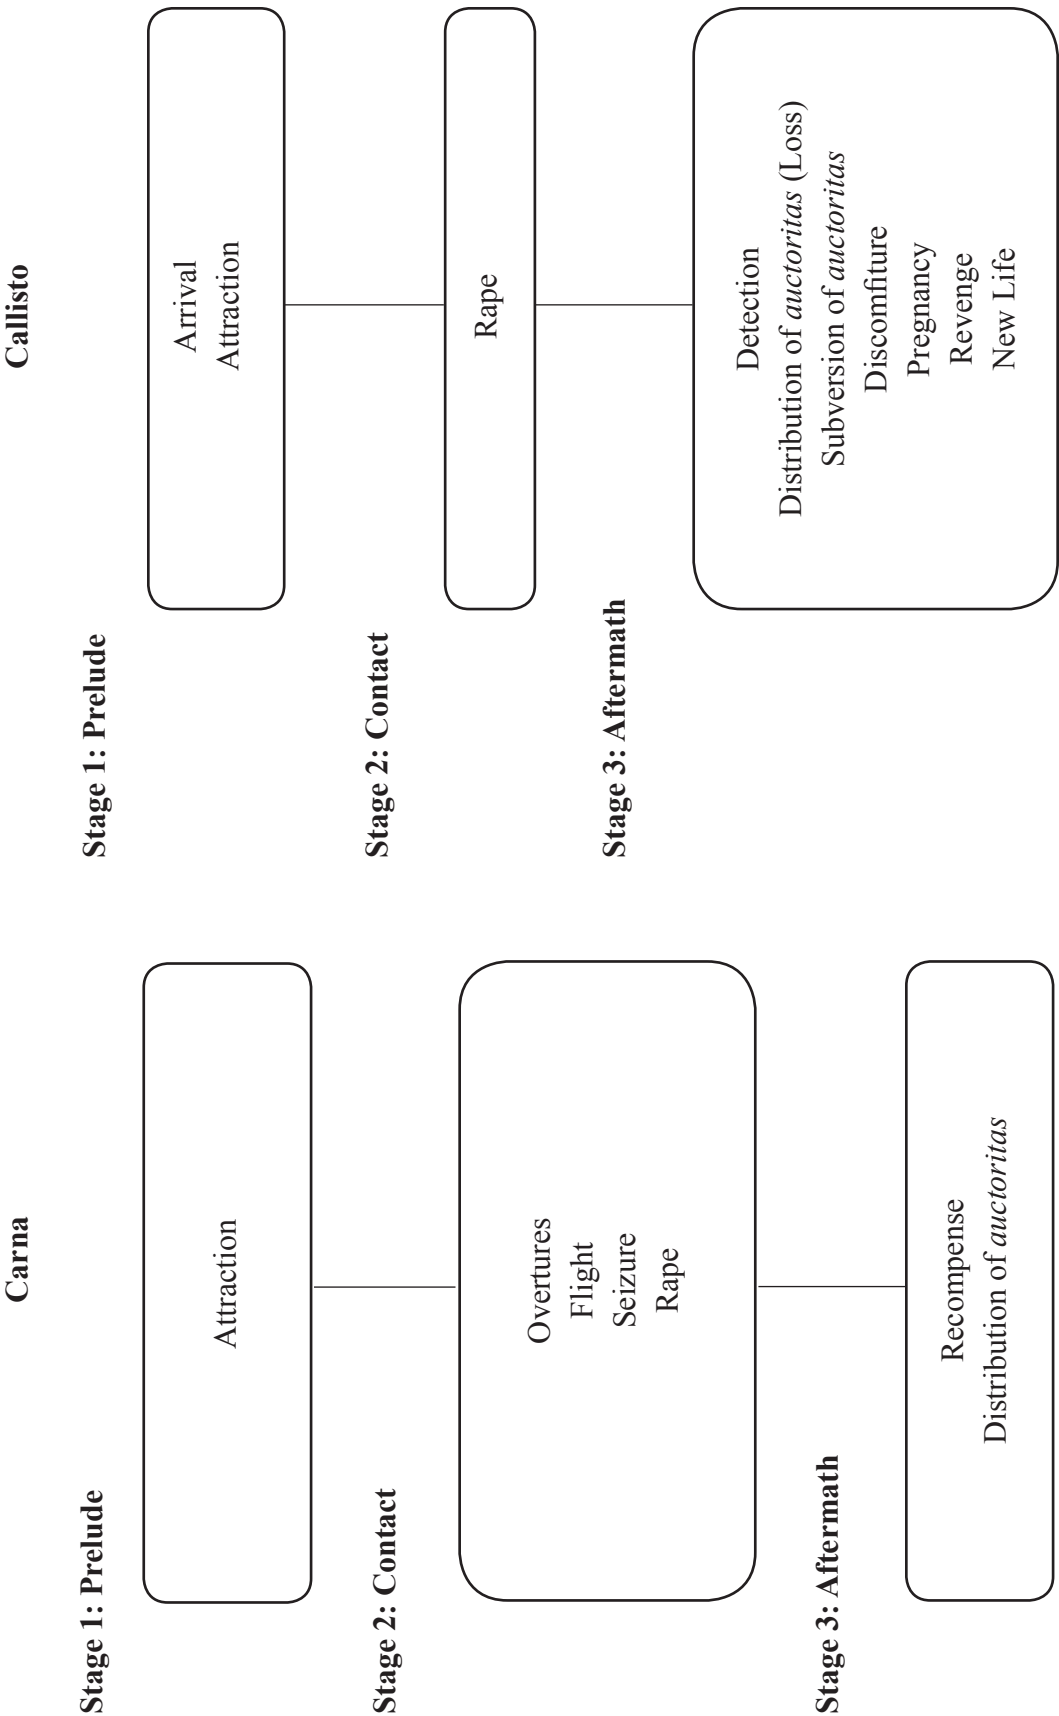 Carna
Stage 1: Prelude
Attraction
Stage 2: Contact
Overtures
Flight
Seizure
Rape
Stage 3: Aftermath
Recompense
Distribution of auctoritas
Callisto
Stage 1: Prelude
Arrival
Attraction
Stage 2: Contact
Rape
Stage 3: Aftermath
Detection
Distribution of auctoritas (Loss)
Subversion of auctoritas
Discomfiture
Pregnancy
Revenge
New Life